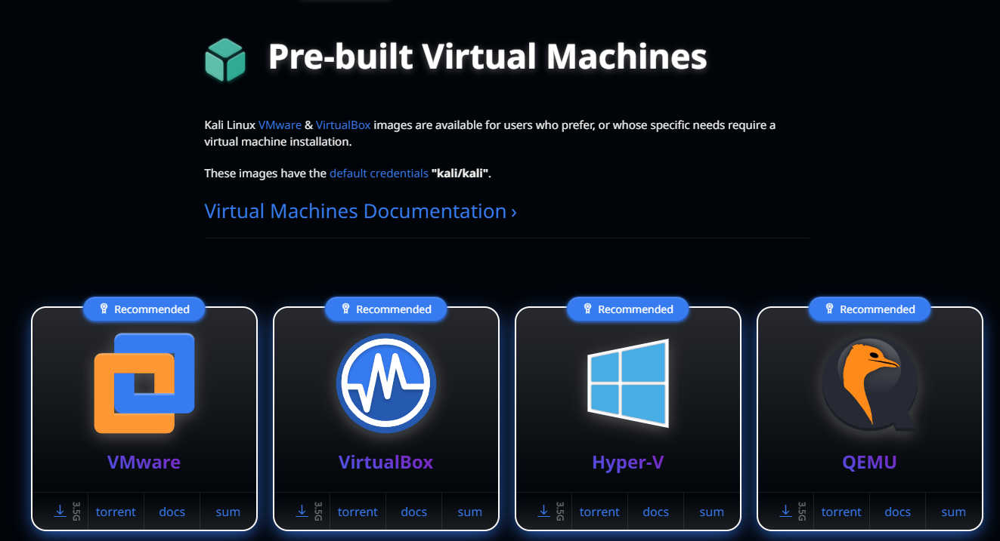 Pre-built Virtual Machines
Kali Linux VMware & VirtualBox images are available for users who prefer, or whose specific needs require a
virtual machine installation.
These images have the default credentials "kali/kali".
Virtual Machines Documentation ›
Recommended
Recommended
Recommended
Recommended
VMware
VirtualBox
Hyper-V
QEMU
3.5G torrent docs sum
3.5G torrent docs sum
3.5G torrent docs sum
3.5G torrent docs sum